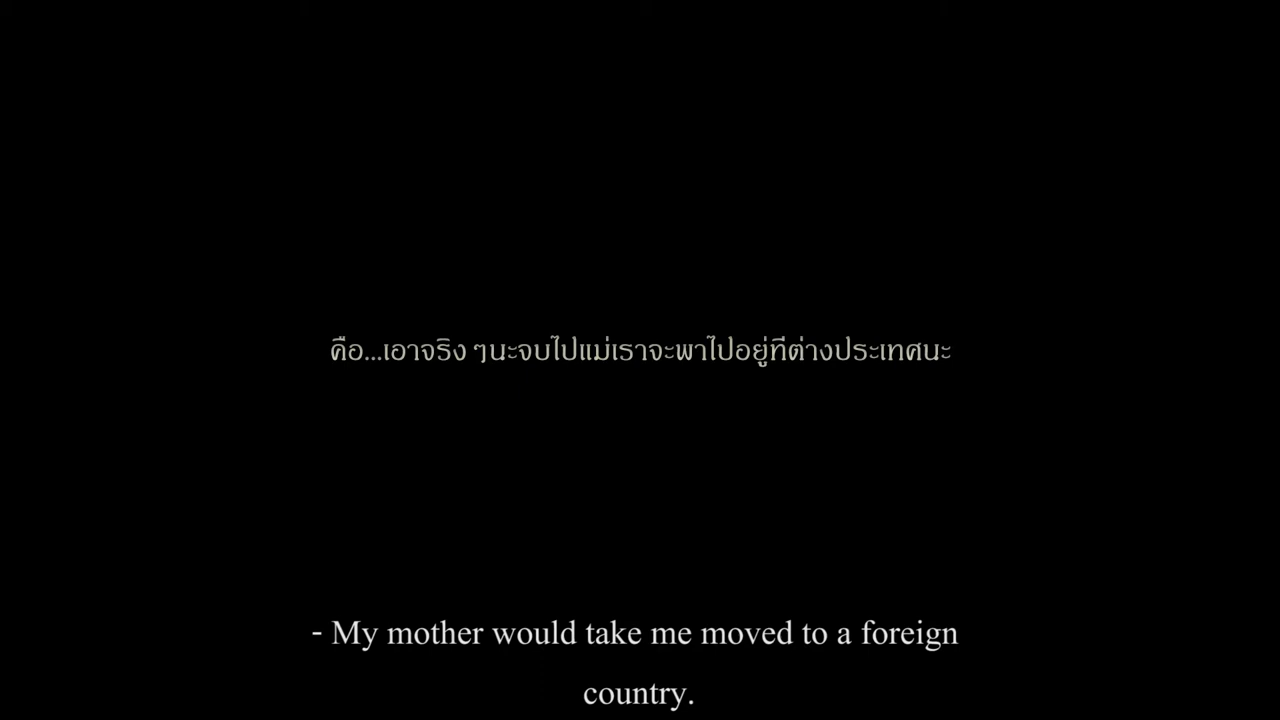 คือ...เอาจริง ๆนะจบไปแม่เราจะพาไปอยู่ที่ต่างประเทศนะ
- My mother would take me moved to a foreign
country.